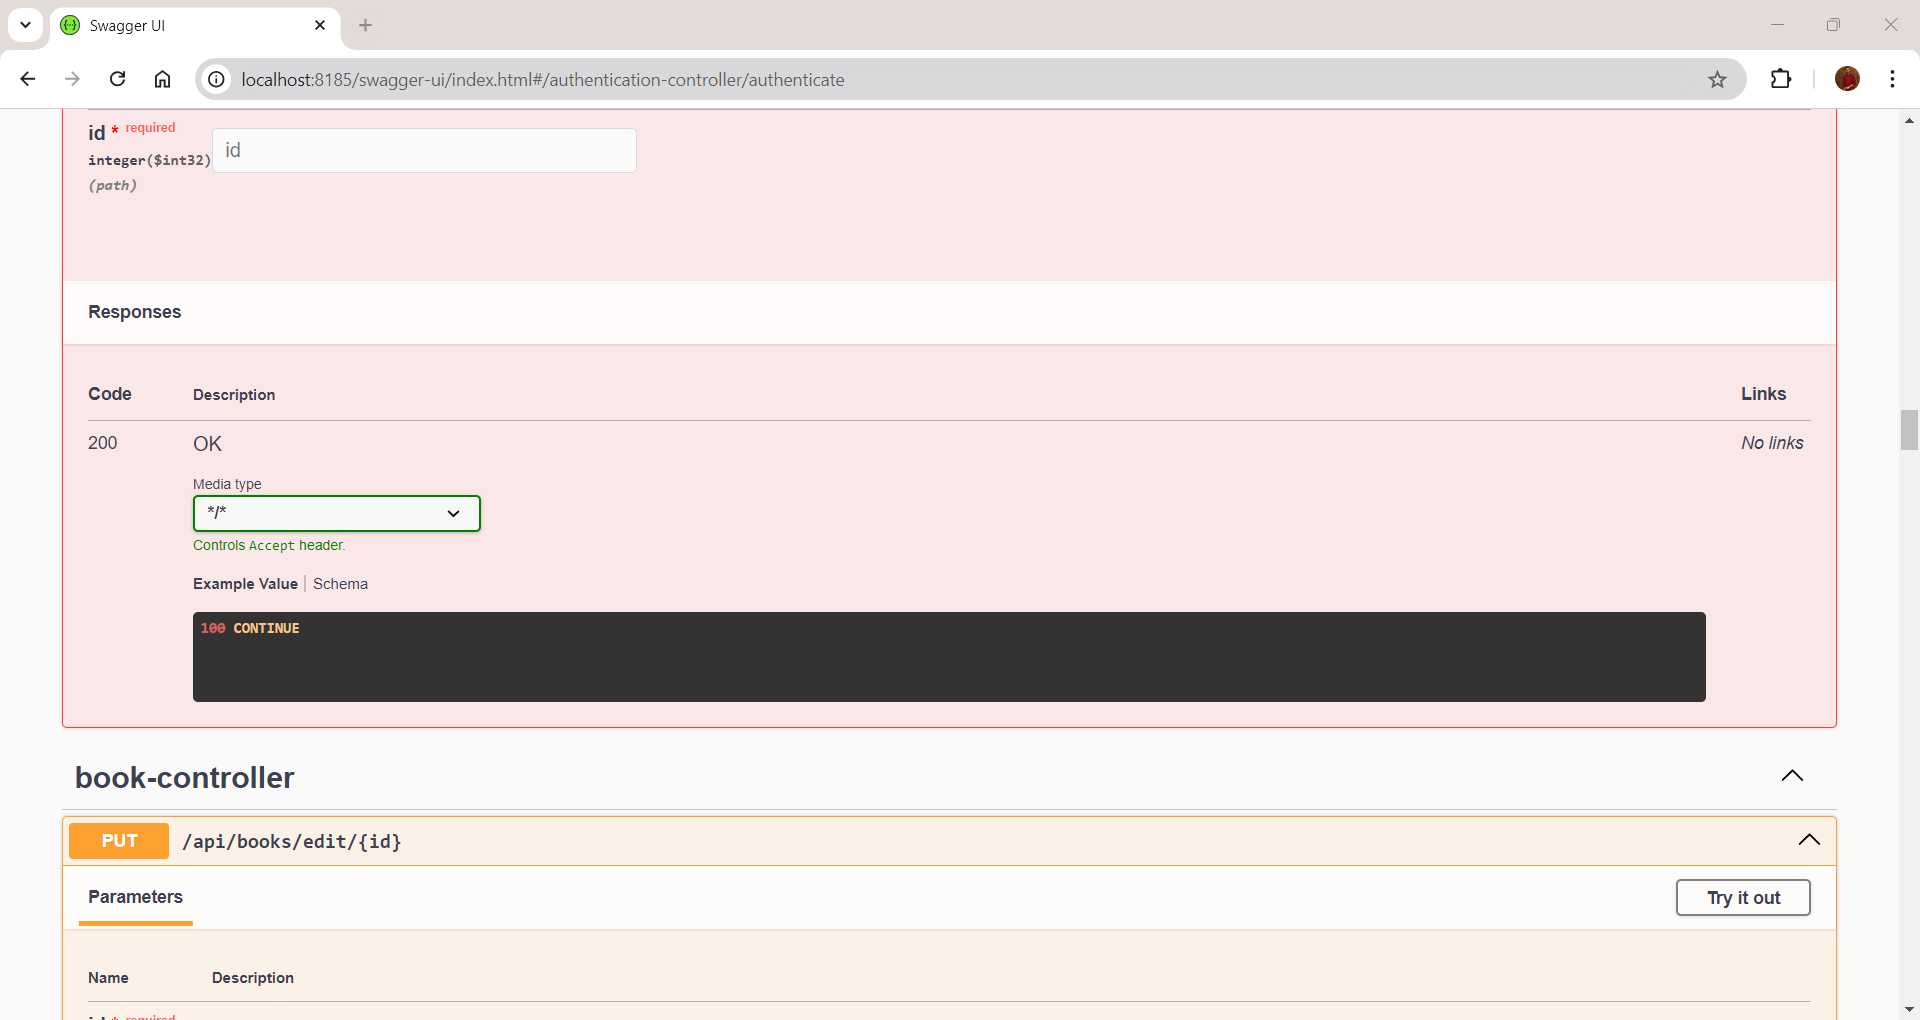 Swagger UI
localhost:8185/swagger-ui/index.html#/authentication-controller/authenticate
id * required
id
integer($int32)
(path)
Responses
Code Description Links
200 OK No links
Media type
*/*
Controls Accept header.
Example Value Schema
100 CONTINUE
book-controller
PUT /api/books/edit/{id}
Parameters Try it out
Name Description
id * required